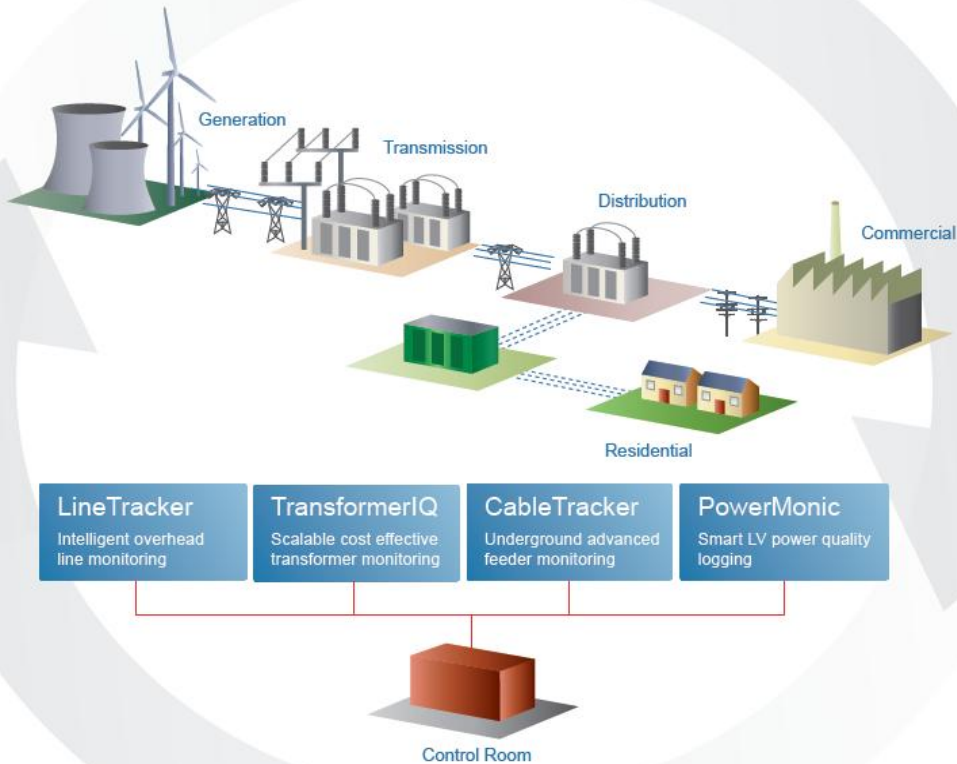 Generation
Transmission
Distribution
Commercial
Residential
LineTracker
Intelligent overhead
line monitoring
TransformerIQ
Scalable cost effective
transformer monitoring
CableTracker
Underground advanced
feeder monitoring
PowerMonic
Smart LV power quality
logging
Control Room